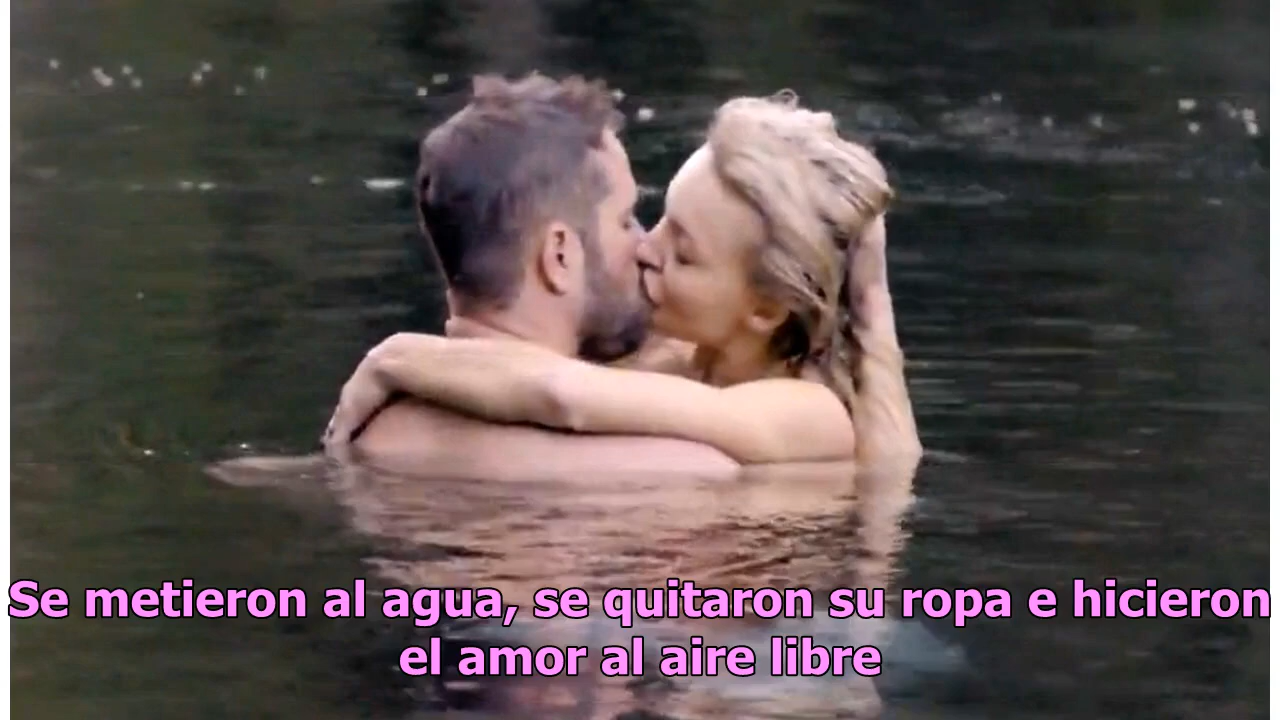 Se metieron al agua, se quitaron su ropa e hicieron
el amor al aire libre